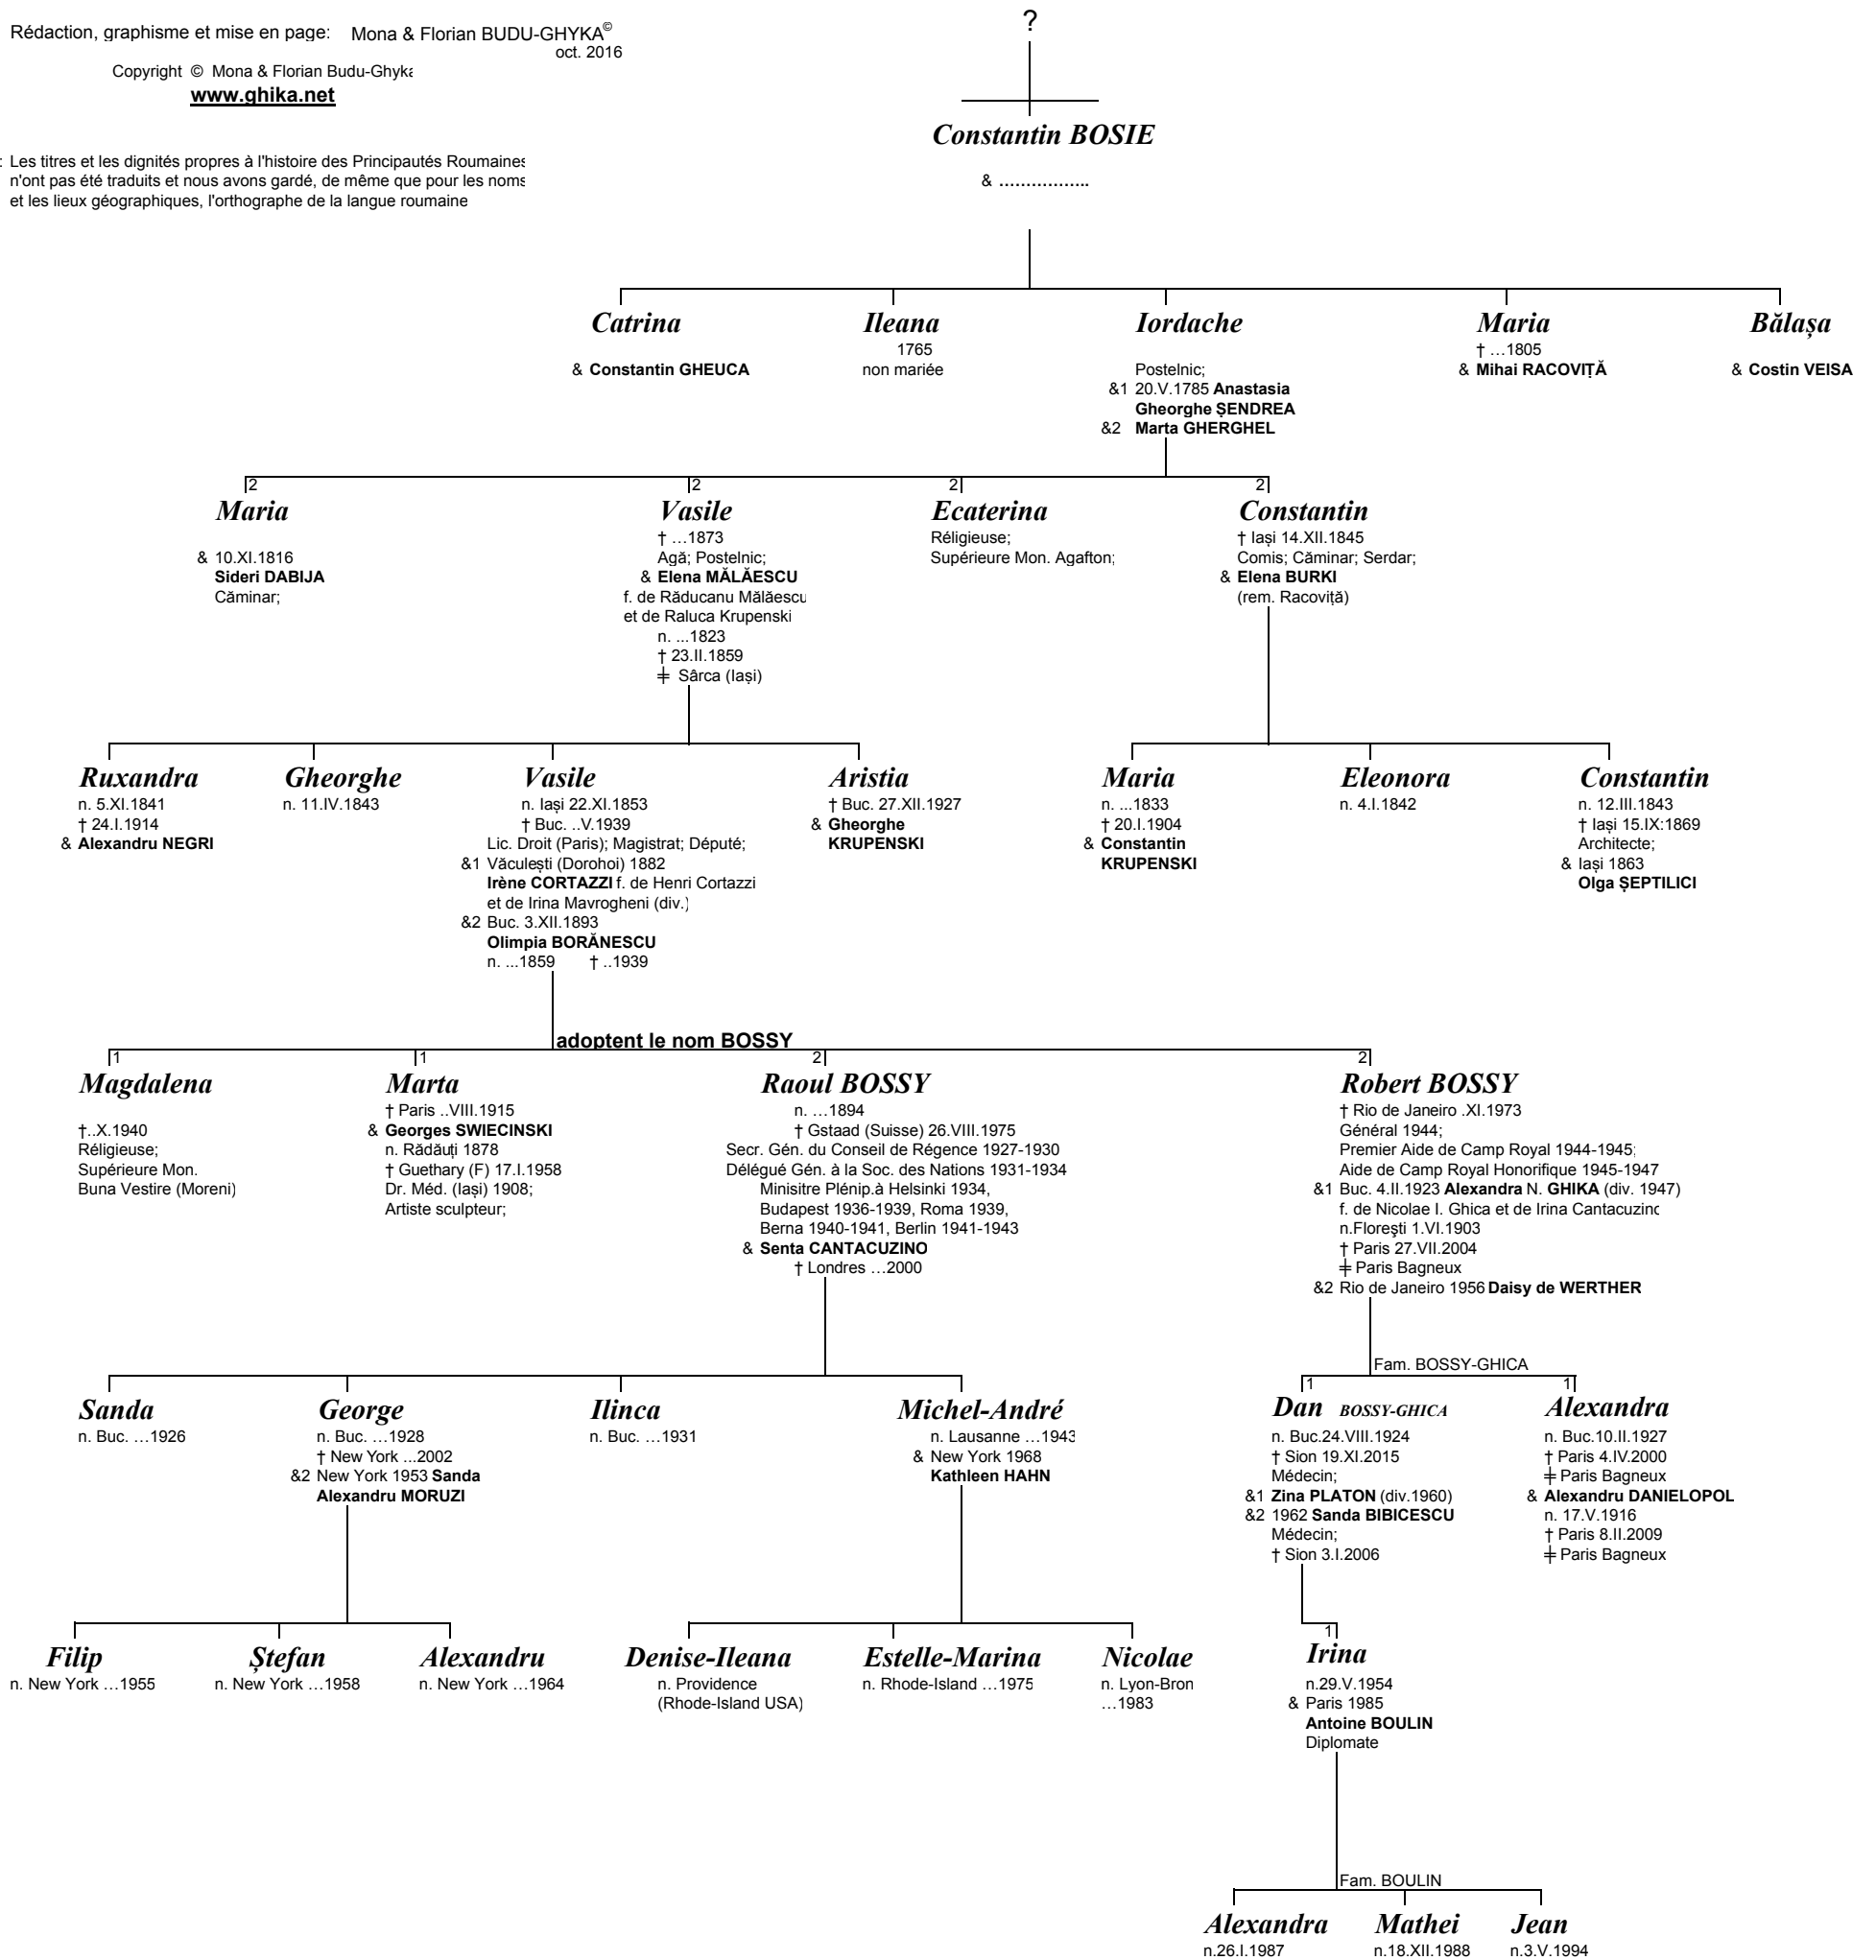 Rédaction, graphisme et mise en page: Mona & Florian BUDU-GHYKA©
oct. 2016
Copyright © Mona & Florian Budu-Ghyka
www.ghika.net
: Les titres et les dignités propres à l'histoire des Principautés Roumaines
n'ont pas été traduits et nous avons gardé, de même que pour les noms
et les lieux géographiques, l'orthographe de la langue roumaine
?
Constantin BOSIE
& ……………..
Catrina
& Constantin GHEUCA
Ileana
1765
non mariée
Iordache
Postelnic;
&1 20.V.1785 Anastasia
Gheorghe ȘENDREA
&2 Marta GHERGHEL
Maria
† …1805
& Mihai RACOVIȚĂ
Bălașa
& Costin VEISA
2
Maria
& 10.XI.1816
Sideri DABIJA
Căminar;
2
Vasile
† …1873
Agă; Postelnic;
& Elena MĂLĂESCU
f. de Răducanu Mălăescu
et de Raluca Krupenski
n. ...1823
† 23.II.1859
⹋ Sârca (Iași)
2
Ecaterina
Réligieuse;
Supérieure Mon. Agafton;
2
Constantin
† Iași 14.XII.1845
Comis; Căminar; Serdar;
& Elena BURKI
(rem. Racoviță)
Ruxandra
n. 5.XI.1841
† 24.I.1914
& Alexandru NEGRI
Gheorghe
n. 11.IV.1843
Vasile
n. Iași 22.XI.1853
† Buc. ..V.1939
Lic. Droit (Paris); Magistrat; Député;
&1 Văculești (Dorohoi) 1882
Irène CORTAZZI f. de Henri Cortazzi
et de Irina Mavrogheni (div.)
&2 Buc. 3.XII.1893
Olimpia BORĂNESCU
n. ...1859 † ..1939
Aristia
† Buc. 27.XII.1927
& Gheorghe
KRUPENSKI
Maria
n. ...1833
† 20.I.1904
& Constantin
KRUPENSKI
Eleonora
n. 4.I.1842
Constantin
n. 12.III.1843
† Iași 15.IX:1869
Architecte;
& Iași 1863
Olga ȘEPTILICI
adoptent le nom BOSSY
1
Magdalena
†..X.1940
Réligieuse;
Supérieure Mon.
Buna Vestire (Moreni)
1
Marta
† Paris ..VIII.1915
& Georges SWIECINSKI
n. Rădăuți 1878
† Guethary (F) 17.I.1958
Dr. Méd. (Iași) 1908;
Artiste sculpteur;
2
Raoul BOSSY
n. …1894
† Gstaad (Suisse) 26.VIII.1975
Secr. Gén. du Conseil de Régence 1927-1930
Délégué Gén. à la Soc. des Nations 1931-1934
Minisitre Plénip.à Helsinki 1934,
Budapest 1936-1939, Roma 1939,
Berna 1940-1941, Berlin 1941-1943
& Senta CANTACUZINO
† Londres …2000
2
Robert BOSSY
† Rio de Janeiro .XI.1973
Général 1944;
Premier Aide de Camp Royal 1944-1945;
Aide de Camp Royal Honorifique 1945-1947
&1 Buc. 4.II.1923 Alexandra N. GHIKA (div. 1947)
f. de Nicolae I. Ghica et de Irina Cantacuzino
n.Florești 1.VI.1903
† Paris 27.VII.2004
⹋ Paris Bagneux
&2 Rio de Janeiro 1956 Daisy de WERTHER
Fam. BOSSY-GHICA
Sanda
n. Buc. …1926
George
n. Buc. …1928
† New York ...2002
&2 New York 1953 Sanda
Alexandru MORUZI
Ilinca
n. Buc. …1931
Michel-André
n. Lausanne …1943
& New York 1968
Kathleen HAHN
1
Dan BOSSY-GHICA
n. Buc.24.VIII.1924
† Sion 19.XI.2015
Médecin;
&1 Zina PLATON (div.1960)
&2 1962 Sanda BIBICESCU
Médecin;
† Sion 3.I.2006
1
Alexandra
n. Buc.10.II.1927
† Paris 4.IV.2000
⹋ Paris Bagneux
& Alexandru DANIELOPOL
n. 17.V.1916
† Paris 8.II.2009
⹋ Paris Bagneux
Filip
n. New York …1955
Ștefan
n. New York …1958
Alexandru
n. New York …1964
Denise-Ileana
n. Providence
(Rhode-Island USA)
Estelle-Marina
n. Rhode-Island …1975
Nicolae
n. Lyon-Bron
…1983
1
Irina
n.29.V.1954
& Paris 1985
Antoine BOULIN
Diplomate
Fam. BOULIN
Alexandra
n.26.I.1987
Mathei
n.18.XII.1988
Jean
n.3.V.1994